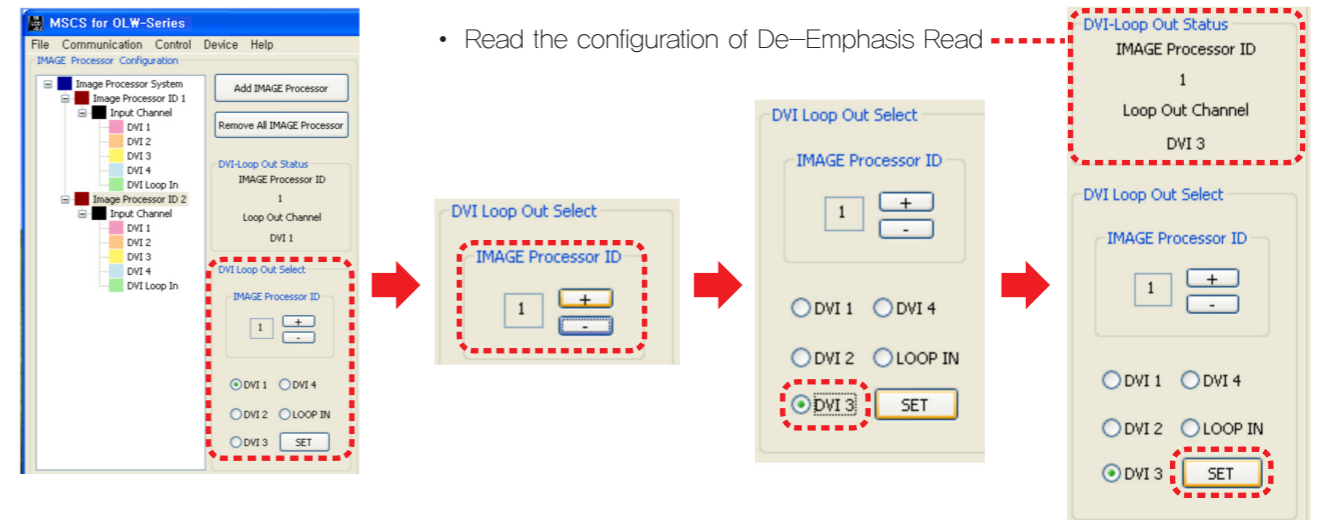 MSCS for OLW-Series
File Communication Control Device Help
IMAGE Processor Configuration
Image Processor System
Image Processor ID 1
Input Channel
DVI 1
DVI 2
DVI 3
DVI 4
DVI Loop In
Image Processor ID 2
Input Channel
DVI 1
DVI 2
DVI 3
DVI 4
DVI Loop In
Add IMAGE Processor
Remove All IMAGE Processor
DVI-Loop Out Status
IMAGE Processor ID
1
Loop Out Channel
DVI 1
DVI Loop Out Select
IMAGE Processor ID
1 +
-
DVI 1 DVI 4
DVI 2 LOOP IN
DVI 3 SET
• Read the configuration of De-Emphasis Read
DVI Loop Out Select
IMAGE Processor ID
1 +
-
DVI Loop Out Select
IMAGE Processor ID
1 +
-
DVI 1 DVI 4
DVI 2 LOOP IN
DVI 3 SET
DVI-Loop Out Status
IMAGE Processor ID
1
Loop Out Channel
DVI 3
DVI Loop Out Select
IMAGE Processor ID
1 +
-
DVI 1 DVI 4
DVI 2 LOOP IN
DVI 3 SET